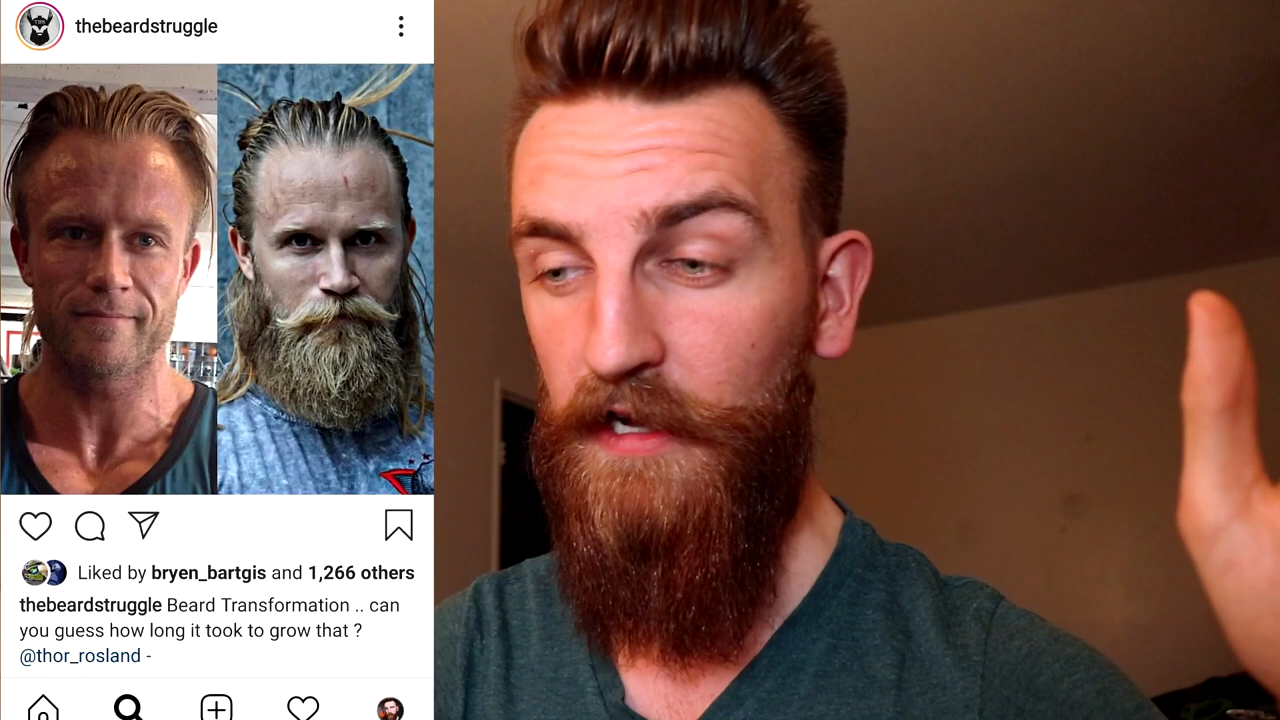 thebeardstruggle
Liked by bryen_bartgis and 1,266 others
thebeardstruggle Beard Transformation .. can
you guess how long it took to grow that ?
@thor_rosland -